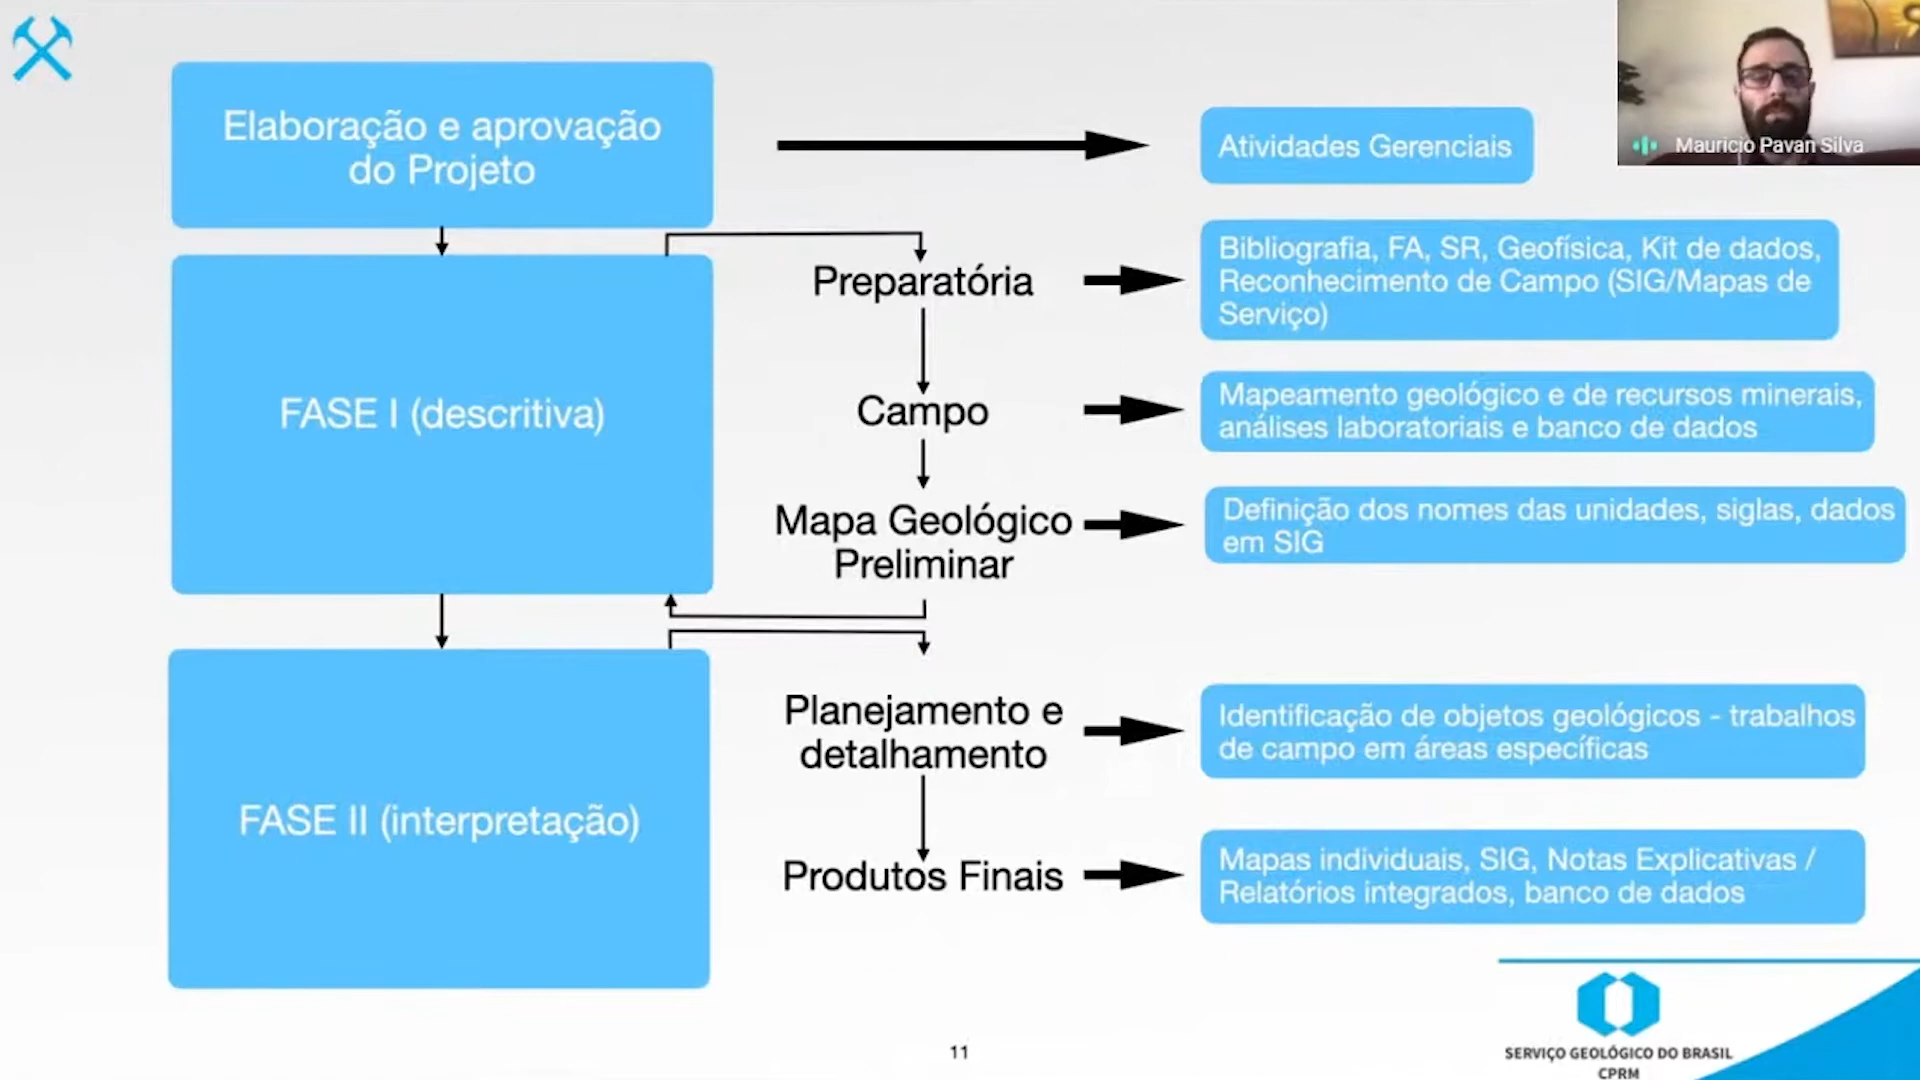 Elaboração e aprovação
do Projeto
Atividades Gerenciais
Mauricio Pavan Silva
FASE I (descritiva)
Preparatória
Bibliografia, FA, SR, Geofísica, Kit de dados,
Reconhecimento de Campo (SIG/Mapas de
Serviço)
Campo
Mapeamento geológico e de recursos minerais,
análises laboratoriais e banco de dados
Mapa Geológico
Preliminar
Definição dos nomes das unidades, siglas, dados
em SIG
FASE II (interpretação)
Planejamento e
detalhamento
Identificação de objetos geológicos - trabalhos
de campo em áreas específicas
Produtos Finais
Mapas individuais, SIG, Notas Explicativas /
Relatórios integrados, banco de dados
11
SERVIÇO GEOLÓGICO DO BRASIL
CPRM